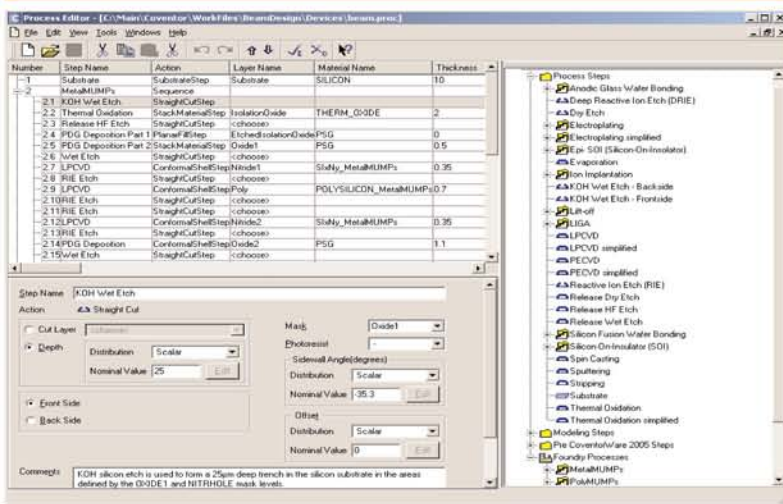 Process Editor - [C:\Main\Coventor\WorkFiles\BeamDesign\Devices\beam.proc]
File Edit View Tools Windows Help
Number Step Name Action Layer Name Material Name Thickness
1 Substrate SubstrateStep Substrate SILICON 10
2 MetalMUMPs Sequence
2.1 KOH Wet Etch StraightCutStep
2.2 Thermal Oxidation StackMaterialStep IsolationOxide THERM_OXIDE 2
2.3 Release HF Etch StraightCutStep <choose>
2.4 PDG Deposition Part 1 PlanarFillStep EtchedIsolationOxide PSG 0
2.5 PDG Deposition Part 2 StackMaterialStep Oxide1 PSG 0.5
2.6 Wet Etch StraightCutStep <choose>
2.7 LPCVD ConformalShellStep Nitride1 SixNy_MetalMUMPs 0.35
2.8 RIE Etch StraightCutStep <choose>
2.9 LPCVD ConformalShellStep Poly POLYSILICON_MetalMUMPs 0.7
2.10 RIE Etch StraightCutStep <choose>
2.11 RIE Etch StraightCutStep <choose>
2.12 LPCVD ConformalShellStep Nitride2 SixNy_MetalMUMPs 0.35
2.13 RIE Etch StraightCutStep <choose>
2.14 PDG Deposition ConformalShellStep Oxide2 PSG 1.1
2.15 Wet Etch StraightCutStep <choose>
Step Name KOH Wet Etch
Action Straight Cut
Cut Layer <choose>
Depth Distribution Scalar
Nominal Value 25 Edit
Front Side
Back Side
Mask Oxide1
Photoresist -
Sidewall Angle(degrees)
Distribution Scalar
Nominal Value -35.3 Edit
Offset
Distribution Scalar
Nominal Value 0 Edit
Comments KOH silicon etch is used to form a 25µm deep trench in the silicon substrate in the areas
defined by the OXIDE1 and NITRHOLE mask levels.
Process Steps
Anodic Glass Wafer Bonding
Deep Reactive Ion Etch (DRIE)
Dry Etch
Electroplating
Electroplating simplified
Epi- SOI (Silicon-On-Insolator)
Evaporation
Ion Implantation
KOH Wet Etch - Backside
KOH Wet Etch - Frontside
Lift-off
LIGA
LPCVD
LPCVD simplified
PECVD
PECVD simplified
Reactive Ion Etch (RIE)
Release Dry Etch
Release HF Etch
Release Wet Etch
Silicon Fusion Wafer Bonding
Silicon-On-Insulator (SOI)
Spin Casting
Sputtering
Stripping
Substrate
Thermal Oxidation
Thermal Oxidation simplified
Modeling Steps
Pre CoventorWare 2005 Steps
Foundry Processes
MetalMUMPs
PolyMUMPs